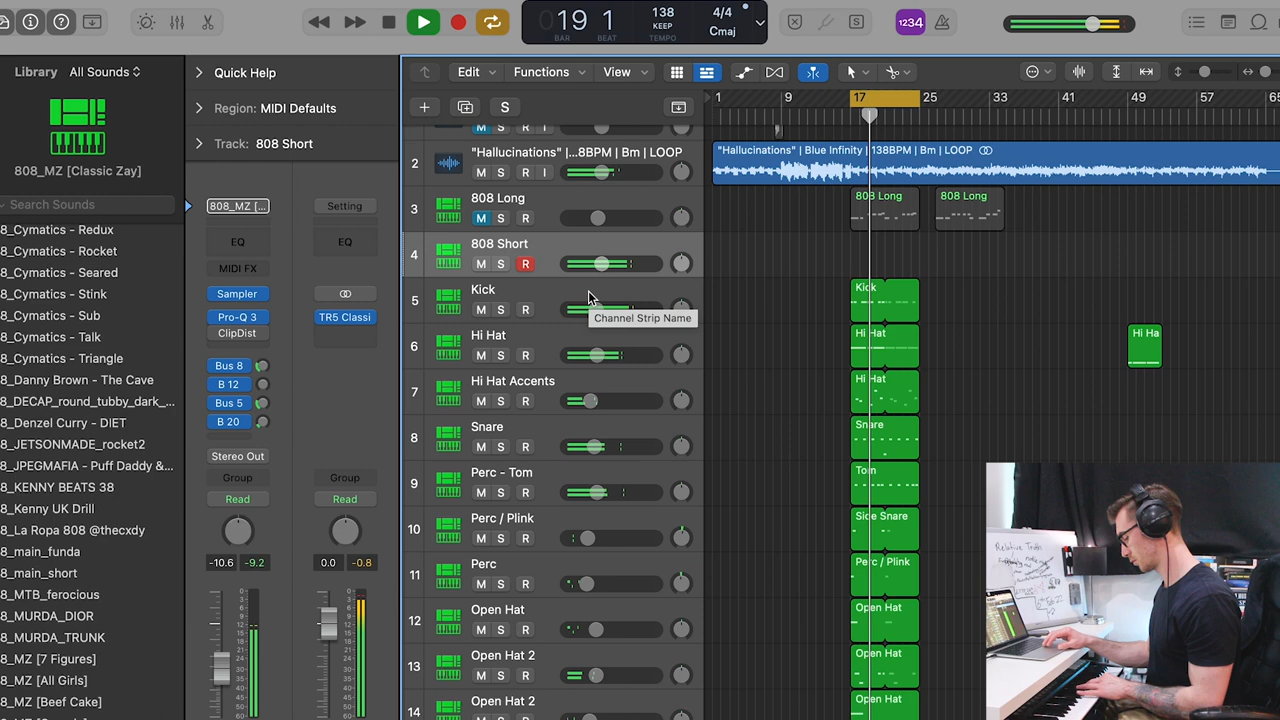 19 1
BAR BEAT
138
KEEP
TEMPO
4/4
Cmaj
1234
Library All Sounds
808_MZ [Classic Zay]
Search Sounds
8_Cymatics - Redux
8_Cymatics - Rocket
8_Cymatics - Seared
8_Cymatics - Stink
8_Cymatics - Sub
8_Cymatics - Talk
8_Cymatics - Triangle
8_Danny Brown - The Cave
8_DECAP_round_tubby_dark_...
8_Denzel Curry - DIET
8_JETSONMADE_rocket2
8_JPEGMAFIA - Puff Daddy &...
8_KENNY BEATS 38
8_Kenny UK Drill
8_La Ropa 808 @thecxdy
8_main_funda
8_main_short
8_MTB_ferocious
8_MURDA_DIOR
8_MURDA_TRUNK
8_MZ [7 Figures]
8_MZ [All Girls]
8_MZ [Beef Cake]
Quick Help
Region: MIDI Defaults
Track: 808 Short
808_MZ [... Setting
EQ EQ
MIDI FX
Sampler
Pro-Q 3 TR5 Classi
ClipDist
Bus 8
B 12
Bus 5
B 20
Stereo Out
Group Group
Read Read
-10.6 -9.2 0.0 -0.8
Edit Functions View
S
1 9 17 25 33 41 49 57 65
M S R I
2 "Hallucinations" |...8BPM | Bm | LOOP
M S R I
3 808 Long
M S R
4 808 Short
M S R
5 Kick
M S R
Channel Strip Name
6 Hi Hat
M S R
7 Hi Hat Accents
M S R
8 Snare
M S R
9 Perc - Tom
M S R
10 Perc / Plink
M S R
11 Perc
M S R
12 Open Hat
M S R
13 Open Hat 2
M S R
14 Open Hat 2
"Hallucinations" | Blue Infinity | 138BPM | Bm | LOOP
808 Long 808 Long
Kick
Hi Hat Hi Ha
Hi Hat
Snare
Tom
Side Snare
Perc / Plink
Open Hat
Open Hat
Open Hat
Relative Truth